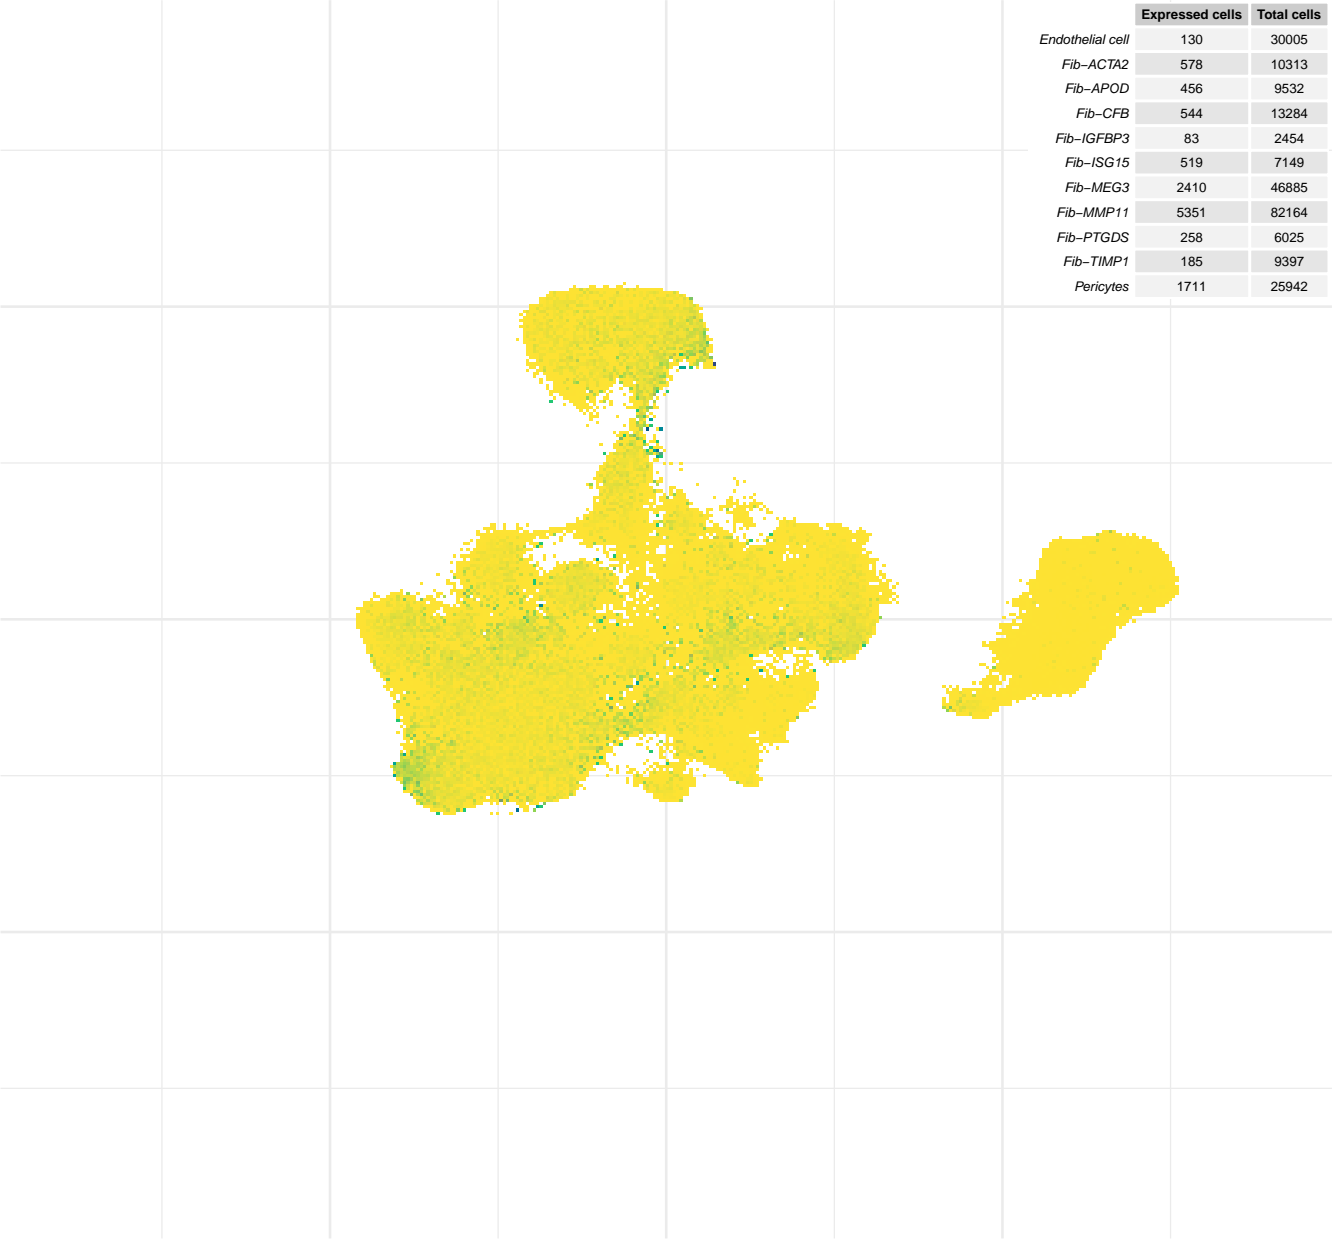 Expressed cells Total cells
Endothelial cell 130 30005
Fib−ACTA2 578 10313
Fib−APOD 456 9532
Fib−CFB 544 13284
Fib−IGFBP3 83 2454
Fib−ISG15 519 7149
Fib−MEG3 2410 46885
Fib−MMP11 5351 82164
Fib−PTGDS 258 6025
Fib−TIMP1 185 9397
Pericytes 1711 25942